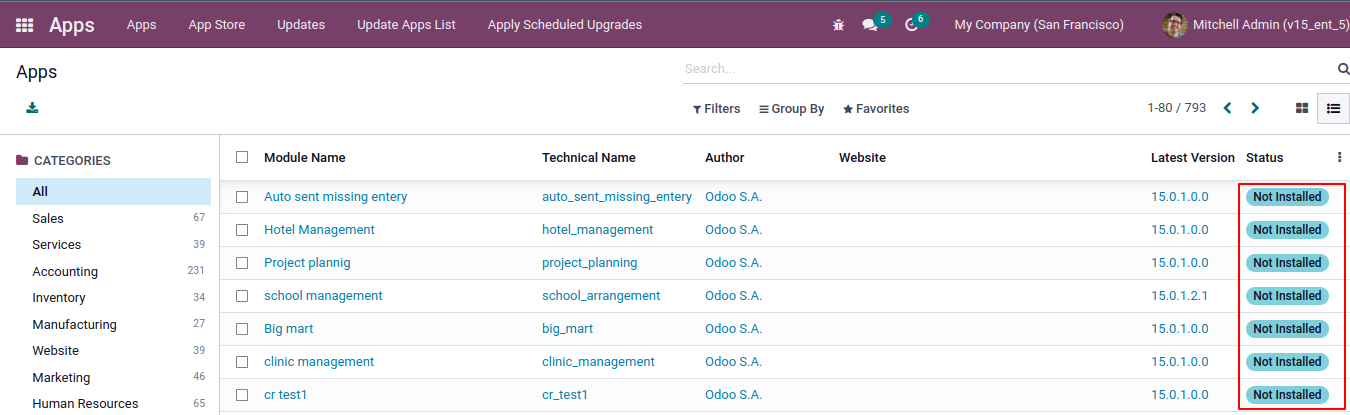 Apps Apps App Store Updates Update Apps List Apply Scheduled Upgrades 5 6 My Company (San Francisco) Mitchell Admin (v15_ent_5)
Apps Search...
Filters Group By Favorites 1-80 / 793
CATEGORIES Module Name Technical Name Author Website Latest Version Status
All Auto sent missing entery auto_sent_missing_entery Odoo S.A. 15.0.1.0.0 Not Installed
Sales 67 Hotel Management hotel_management Odoo S.A. 15.0.1.0.0 Not Installed
Services 39 Project plannig project_planning Odoo S.A. 15.0.1.0.0 Not Installed
Accounting 231 school management school_arrangement Odoo S.A. 15.0.1.2.1 Not Installed
Inventory 34
Manufacturing 27 Big mart big_mart Odoo S.A. 15.0.1.0.0 Not Installed
Website 39 clinic management clinic_management Odoo S.A. 15.0.1.0.0 Not Installed
Marketing 46 cr test1 cr_test1 Odoo S.A. 15.0.1.0.0 Not Installed
Human Resources 65